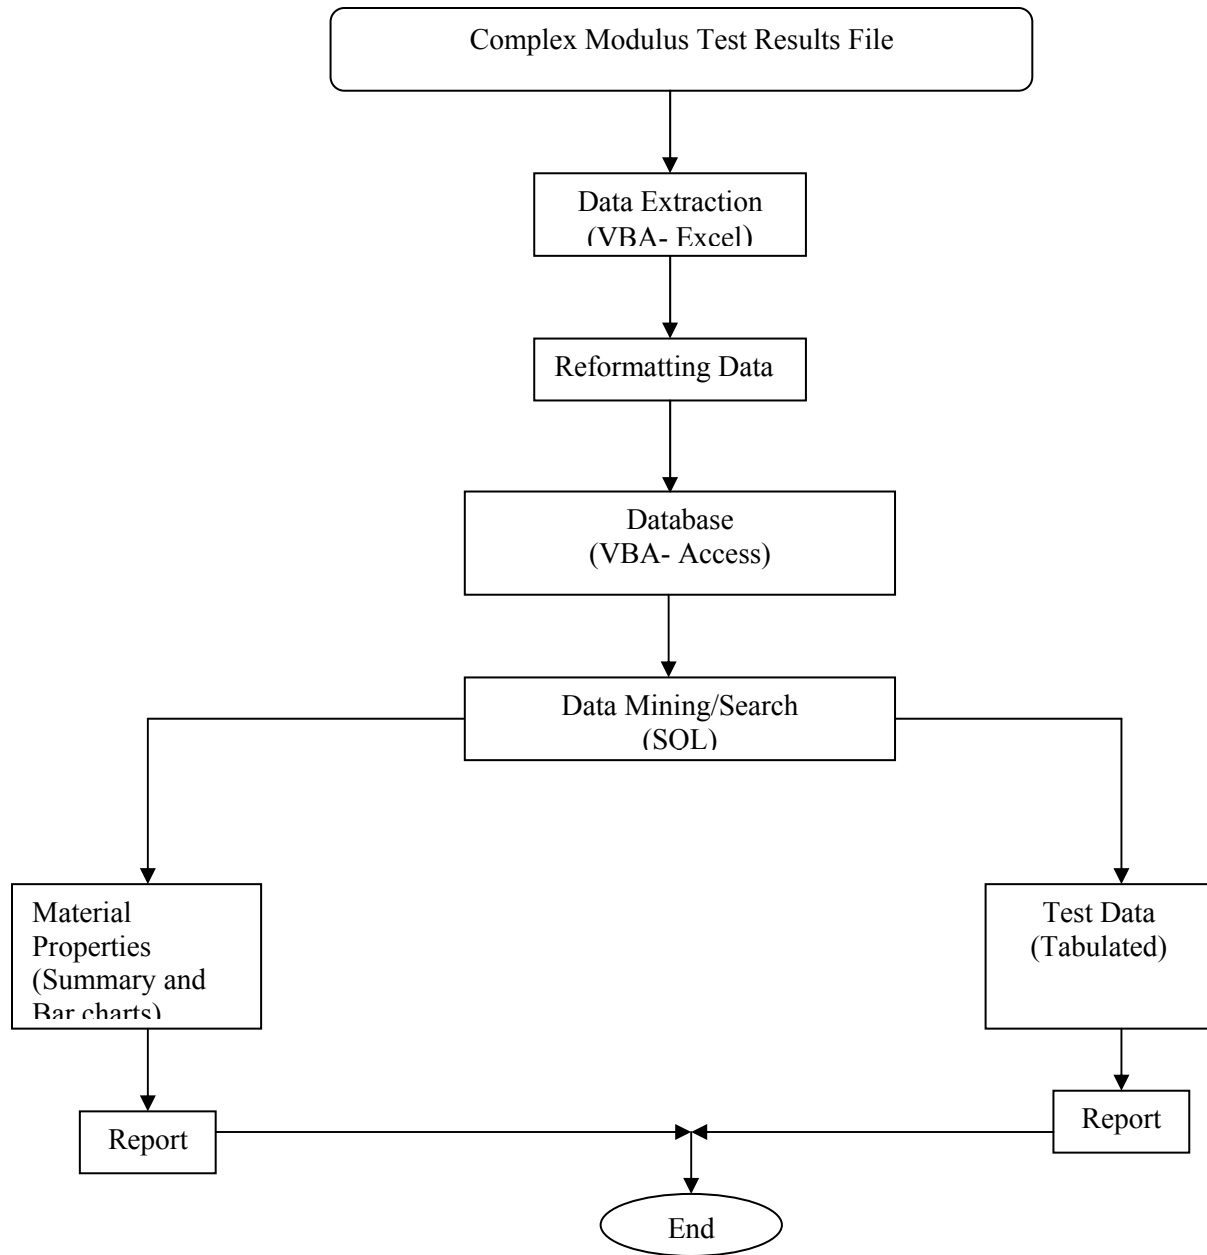 Complex Modulus Test Results File
Data Extraction
(VBA- Excel)
Reformatting Data
Database
(VBA- Access)
Data Mining/Search
(SQL)
Material
Properties
(Summary and
Bar charts)
Test Data
(Tabulated)
Report
Report
End